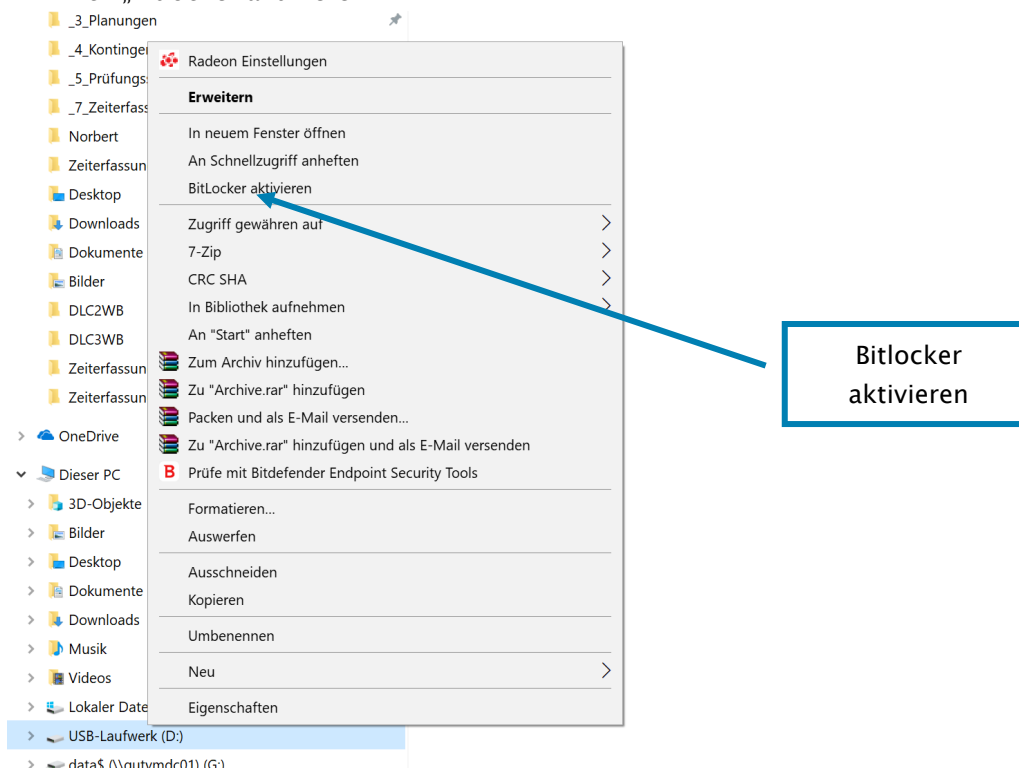 _3_Planungen
_4_Kontinger
_5_Prüfungs
_7_Zeiterfass
Norbert
Zeiterfassun
Desktop
Downloads
Dokumente
Bilder
DLC2WB
DLC3WB
Zeiterfassun
Zeiterfassun
OneDrive
Dieser PC
3D-Objekte
Bilder
Desktop
Dokumente
Downloads
Musik
Videos
Lokaler Date
USB-Laufwerk (D:)
data$ (\\gutvmdc01) (G:)
Radeon Einstellungen
Erweitern
In neuem Fenster öffnen
An Schnellzugriff anheften
BitLocker aktivieren
Zugriff gewähren auf
7-Zip
CRC SHA
In Bibliothek aufnehmen
An "Start" anheften
Zum Archiv hinzufügen...
Zu "Archive.rar" hinzufügen
Packen und als E-Mail versenden...
Zu "Archive.rar" hinzufügen und als E-Mail versenden
B Prüfe mit Bitdefender Endpoint Security Tools
Formatieren...
Auswerfen
Ausschneiden
Kopieren
Umbenennen
Neu
Eigenschaften
Bitlocker
aktivieren